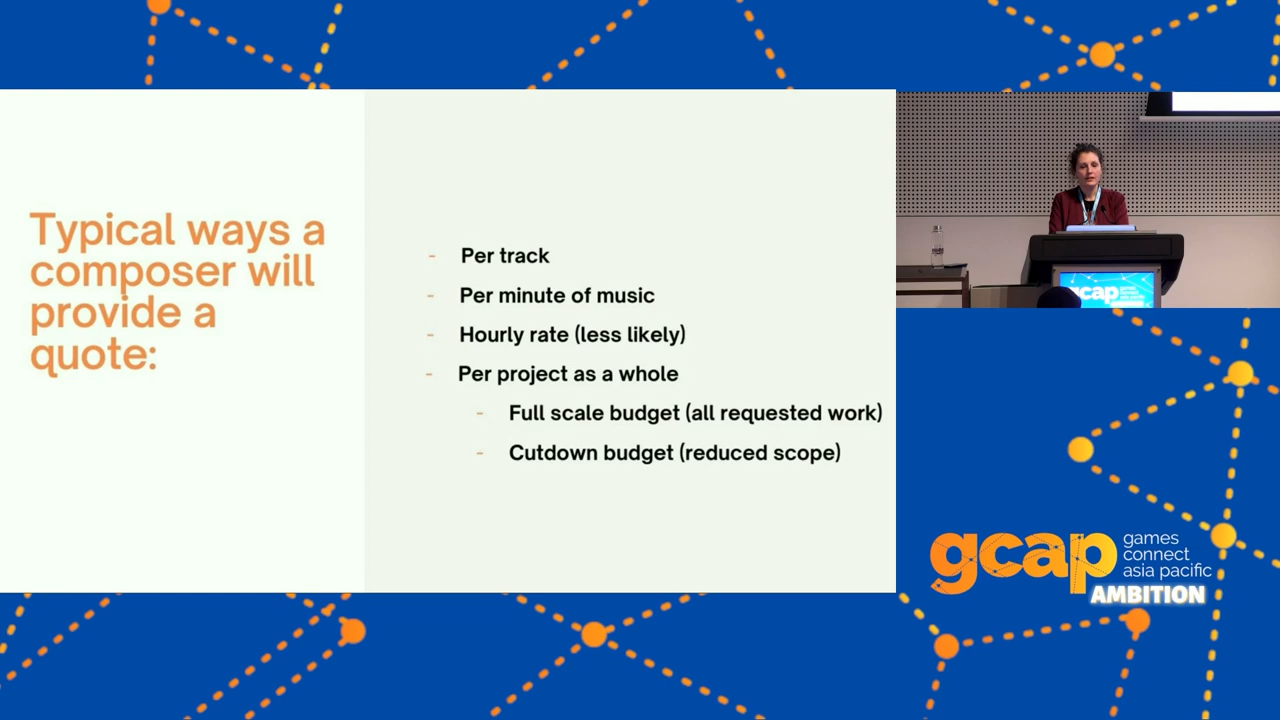 Typical ways a
composer will
provide a
quote:
- Per track
- Per minute of music
- Hourly rate (less likely)
- Per project as a whole
- Full scale budget (all requested work)
- Cutdown budget (reduced scope)
gcap
gcap games
connect
asia pacific
AMBITION